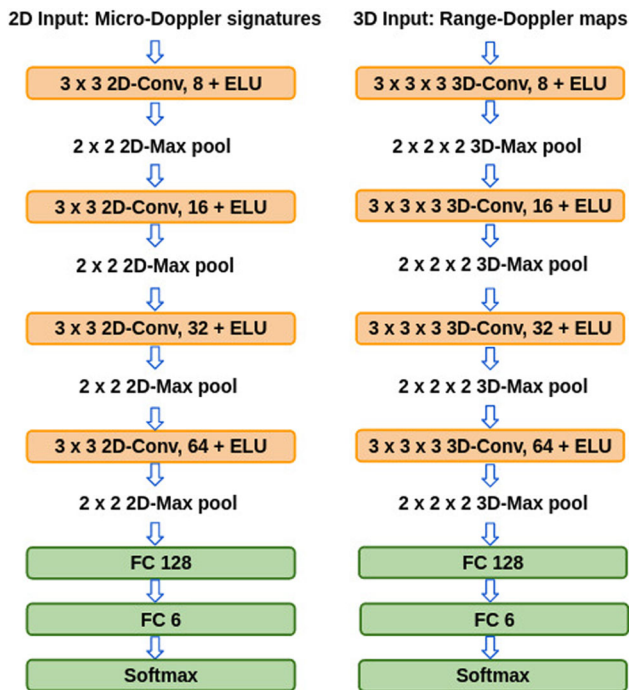 2D Input: Micro-Doppler signatures
3 x 3 2D-Conv, 8 + ELU
2 x 2 2D-Max pool
3 x 3 2D-Conv, 16 + ELU
2 x 2 2D-Max pool
3 x 3 2D-Conv, 32 + ELU
2 x 2 2D-Max pool
3 x 3 2D-Conv, 64 + ELU
2 x 2 2D-Max pool
FC 128
FC 6
Softmax
3D Input: Range-Doppler maps
3 x 3 x 3 3D-Conv, 8 + ELU
2 x 2 x 2 3D-Max pool
3 x 3 x 3 3D-Conv, 16 + ELU
2 x 2 x 2 3D-Max pool
3 x 3 x 3 3D-Conv, 32 + ELU
2 x 2 x 2 3D-Max pool
3 x 3 x 3 3D-Conv, 64 + ELU
2 x 2 x 2 3D-Max pool
FC 128
FC 6
Softmax